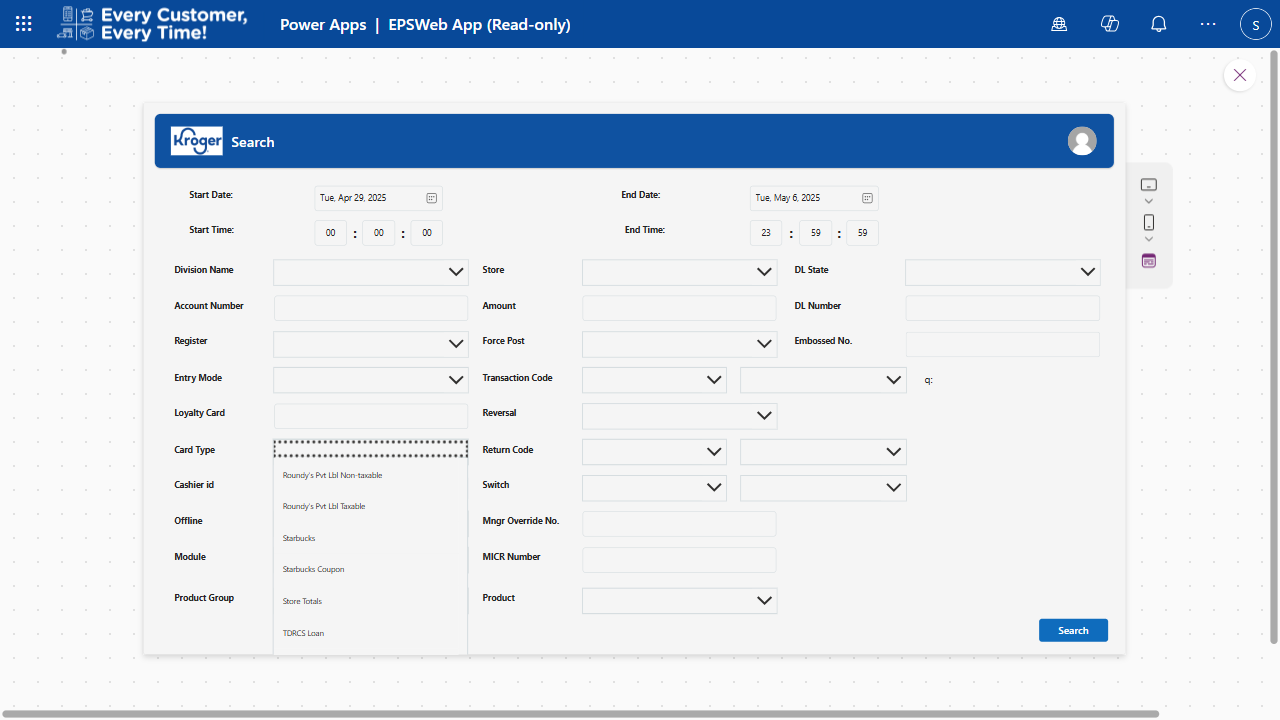 Every Customer,
Every Time!
Power Apps | EPSWeb App (Read-only)
S
Kroger
Search
Start Date:
Tue, Apr 29, 2025
End Date:
Tue, May 6, 2025
Start Time:
00 : 00 : 00
End Time:
23 : 59 : 59
Division Name
Store
DL State
Account Number
Amount
DL Number
Register
Force Post
Embossed No.
Entry Mode
Transaction Code
q:
Loyalty Card
Reversal
Card Type
Return Code
Roundy's Pvt Lbl Non-taxable
Cashier id
Switch
Roundy's Pvt Lbl Taxable
Offline
Mngr Override No.
Starbucks
Module
MICR Number
Starbucks Coupon
Product Group
Product
Store Totals
TDRCS Loan
Search